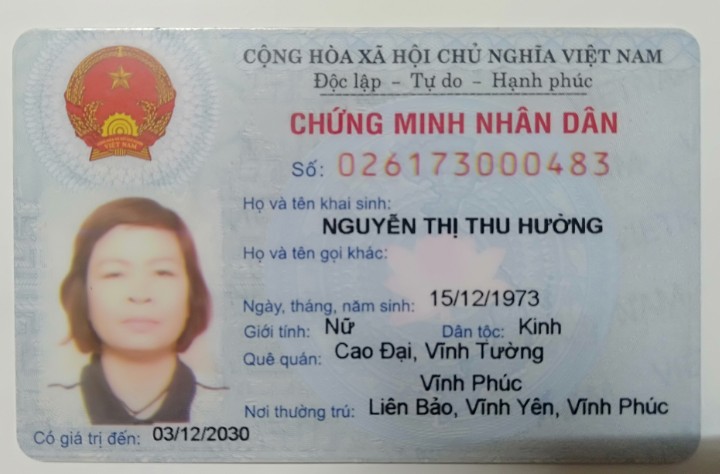 CỘNG HÒA XÃ HỘI CHỦ NGHĨA VIỆT NAM
Độc lập - Tự do - Hạnh phúc
CHỨNG MINH NHÂN DÂN
Số: 026173000483
Họ và tên khai sinh:
NGUYỄN THỊ THU HƯỜNG
Họ và tên gọi khác:
Ngày, tháng, năm sinh: 15/12/1973
Giới tính: Nữ Dân tộc: Kinh
Quê quán: Cao Đại, Vĩnh Tường
Vĩnh Phúc
Nơi thường trú: Liên Bảo, Vĩnh Yên, Vĩnh Phúc
Có giá trị đến: 03/12/2030
VIỆT NAM